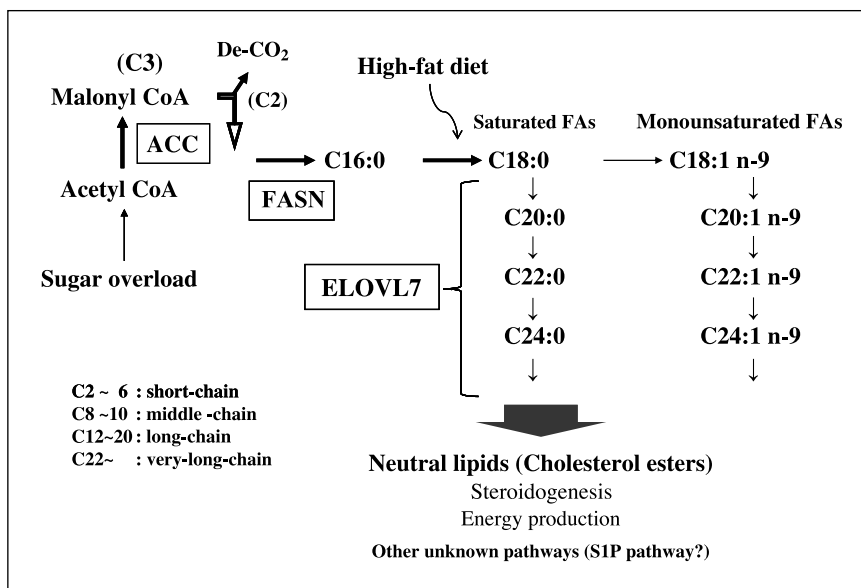 De-CO₂
(C3)
Malonyl CoA
(C2)
High-fat diet
ACC
Saturated FAs
Monounsaturated FAs
C16:0
C18:0
C18:1 n-9
Acetyl CoA
FASN
C20:0
C20:1 n-9
Sugar overload
ELOVL7
C22:0
C22:1 n-9
C24:0
C24:1 n-9
C2 ~ 6 : short-chain
C8 ~10 : middle -chain
C12~20 : long-chain
C22~ : very-long-chain
Neutral lipids (Cholesterol esters)
Steroidogenesis
Energy production
Other unknown pathways (S1P pathway?)